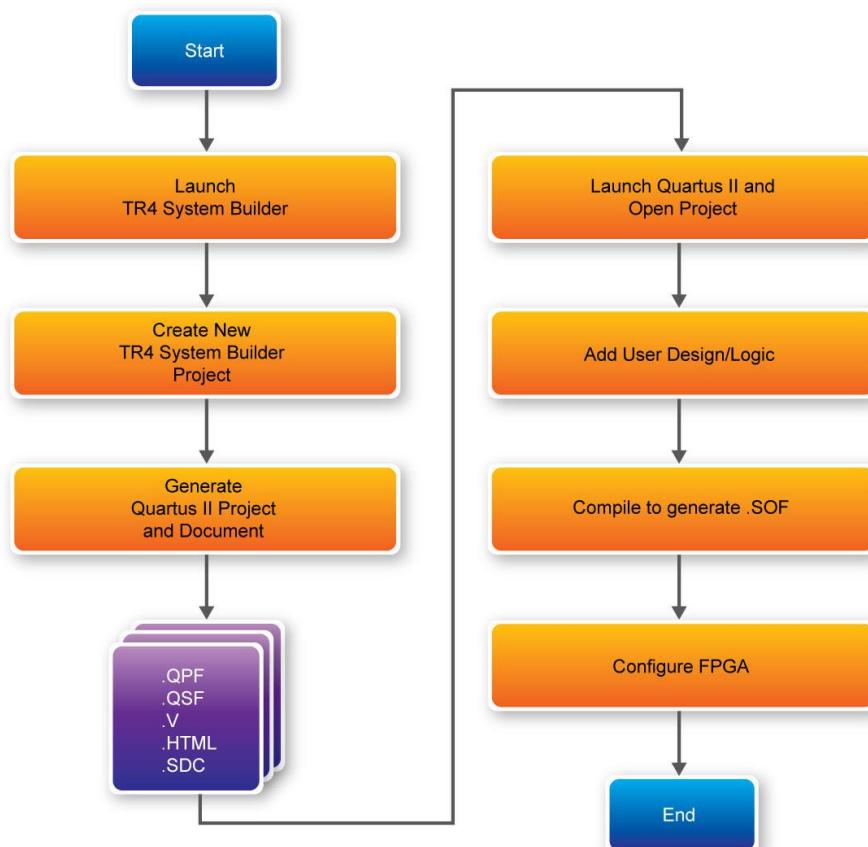 Start
Launch
TR4 System Builder
Create New
TR4 System Builder
Project
Generate
Quartus II Project
and Document
.QPF
.QSF
.V
.HTML
.SDC
Launch Quartus II and
Open Project
Add User Design/Logic
Compile to generate .SOF
Configure FPGA
End